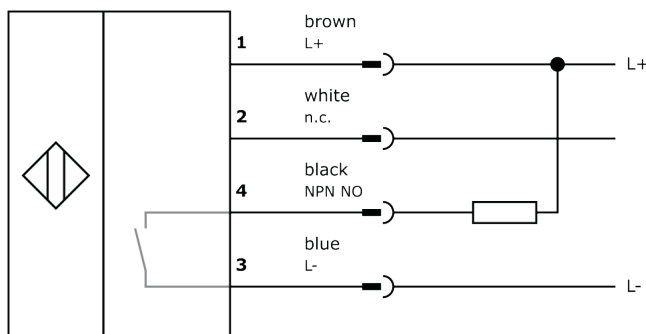 brown
1 L+
L+
white
2 n.c.
black
4 NPN NO
blue
3 L-
L-